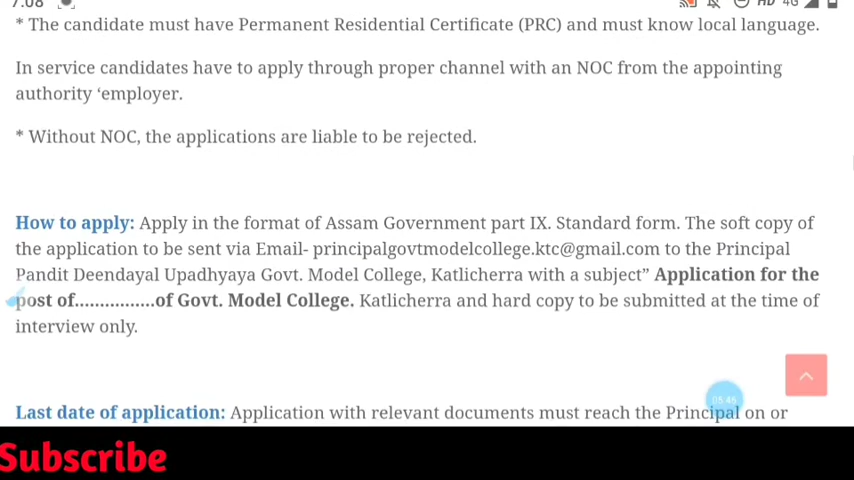 7.08 HD 4G
* The candidate must have Permanent Residential Certificate (PRC) and must know local language.
In service candidates have to apply through proper channel with an NOC from the appointing
authority ‘employer.
* Without NOC, the applications are liable to be rejected.
How to apply: Apply in the format of Assam Government part IX. Standard form. The soft copy of
the application to be sent via Email- principalgovtmodelcollege.ktc@gmail.com to the Principal
Pandit Deendayal Upadhyaya Govt. Model College, Katlicherra with a subject” Application for the
post of................of Govt. Model College. Katlicherra and hard copy to be submitted at the time of
interview only.
05:46
Last date of application: Application with relevant documents must reach the Principal on or
Subscribe